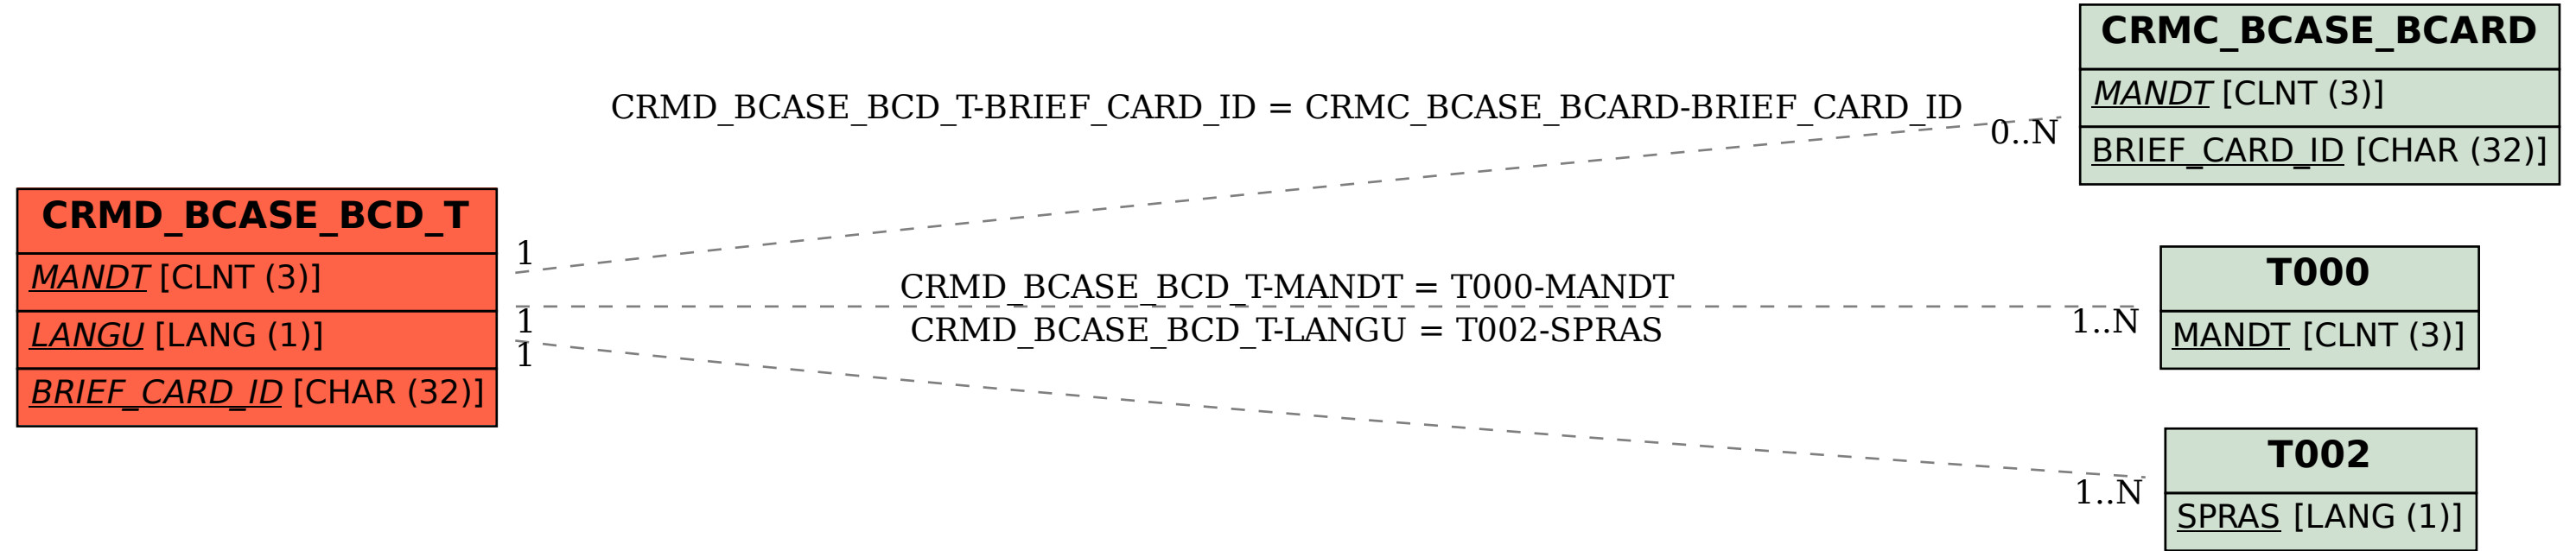 CRMC_BCASE_BCARD
MANDT [CLNT (3)]
BRIEF_CARD_ID [CHAR (32)]
CRMD_BCASE_BCD_T-BRIEF_CARD_ID = CRMC_BCASE_BCARD-BRIEF_CARD_ID
0..N
CRMD_BCASE_BCD_T
MANDT [CLNT (3)]
LANGU [LANG (1)]
BRIEF_CARD_ID [CHAR (32)]
1
CRMD_BCASE_BCD_T-MANDT = T000-MANDT
1
1..N
T000
MANDT [CLNT (3)]
CRMD_BCASE_BCD_T-LANGU = T002-SPRAS
1
1..N
T002
SPRAS [LANG (1)]